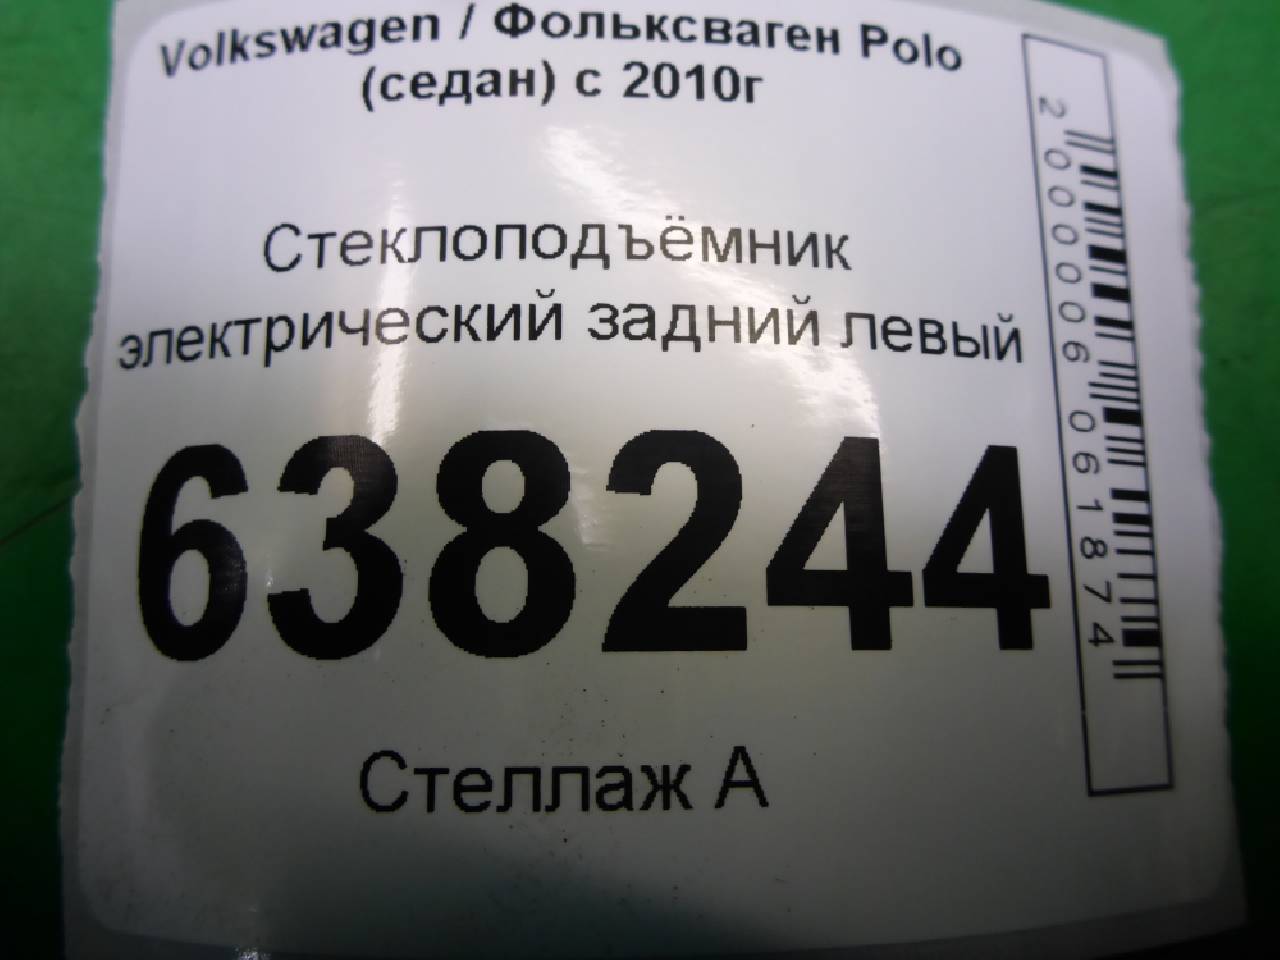 Volkswagen / Фольксваген Polo
(седан) с 2010г
Стеклоподъёмник
электрический задний левый
638244
Стеллаж А
2000006061874